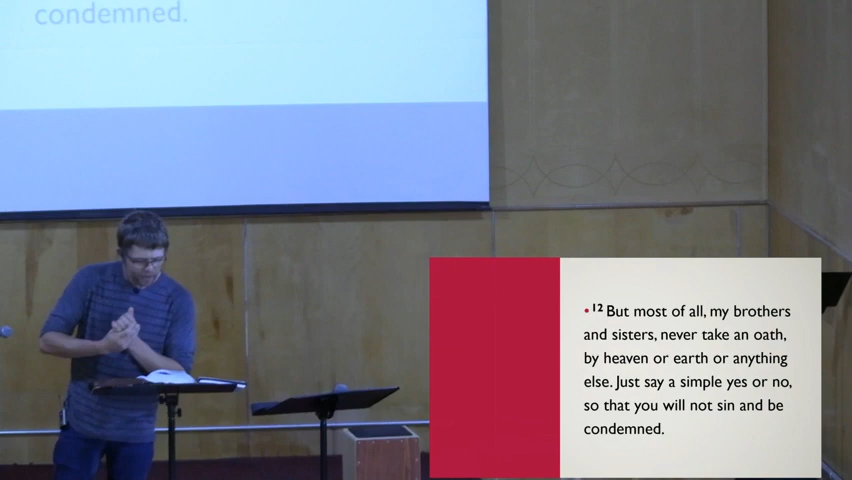 condemned.
•12 But most of all, my brothers
and sisters, never take an oath,
by heaven or earth or anything
else. Just say a simple yes or no,
so that you will not sin and be
condemned.